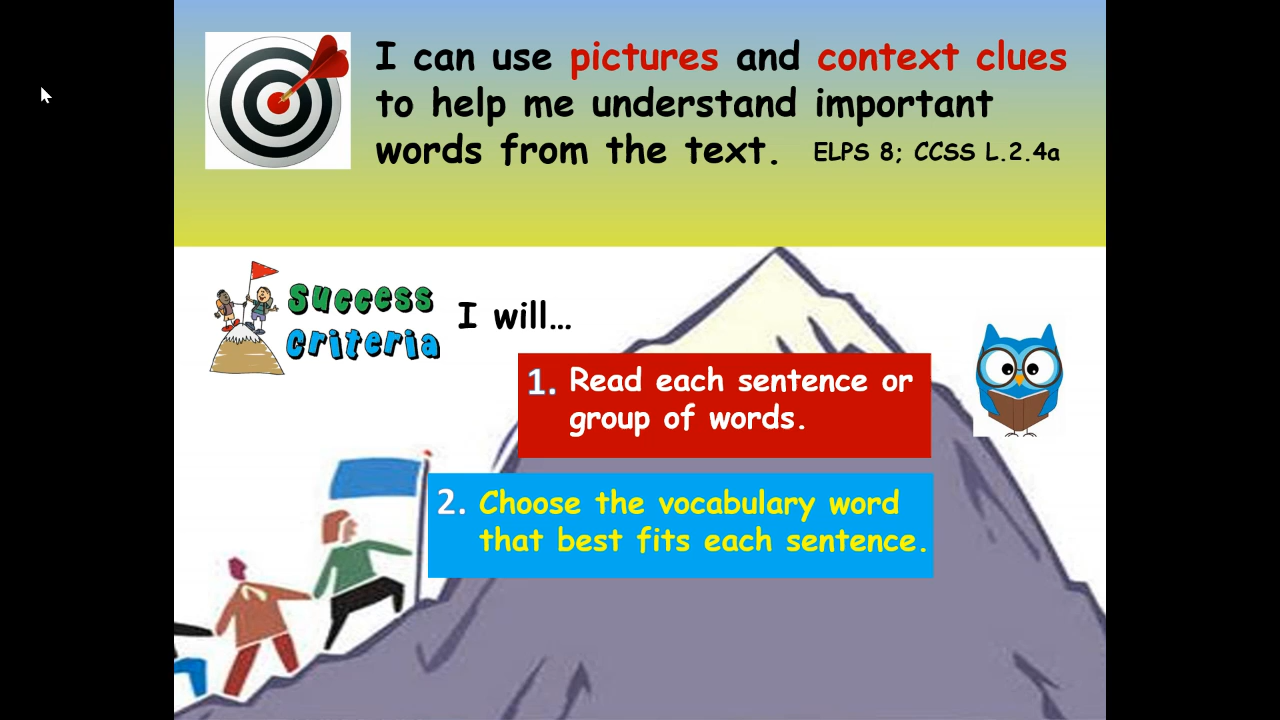 I can use pictures and context clues
to help me understand important
words from the text. ELPS 8; CCSS L.2.4a
Success
Criteria
I will...
1. Read each sentence or
group of words.
2. Choose the vocabulary word
that best fits each sentence.